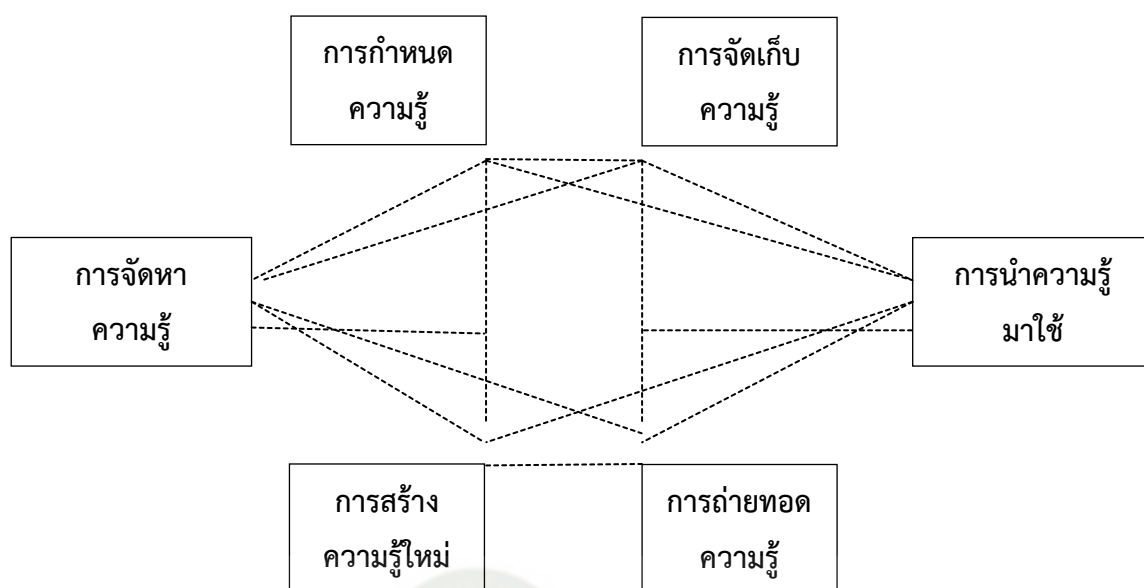 การกำหนด
ความรู้
การจัดเก็บ
ความรู้
การจัดหา
ความรู้
การนำความรู้
มาใช้
การสร้าง
ความรู้ใหม่
การถ่ายทอด
ความรู้